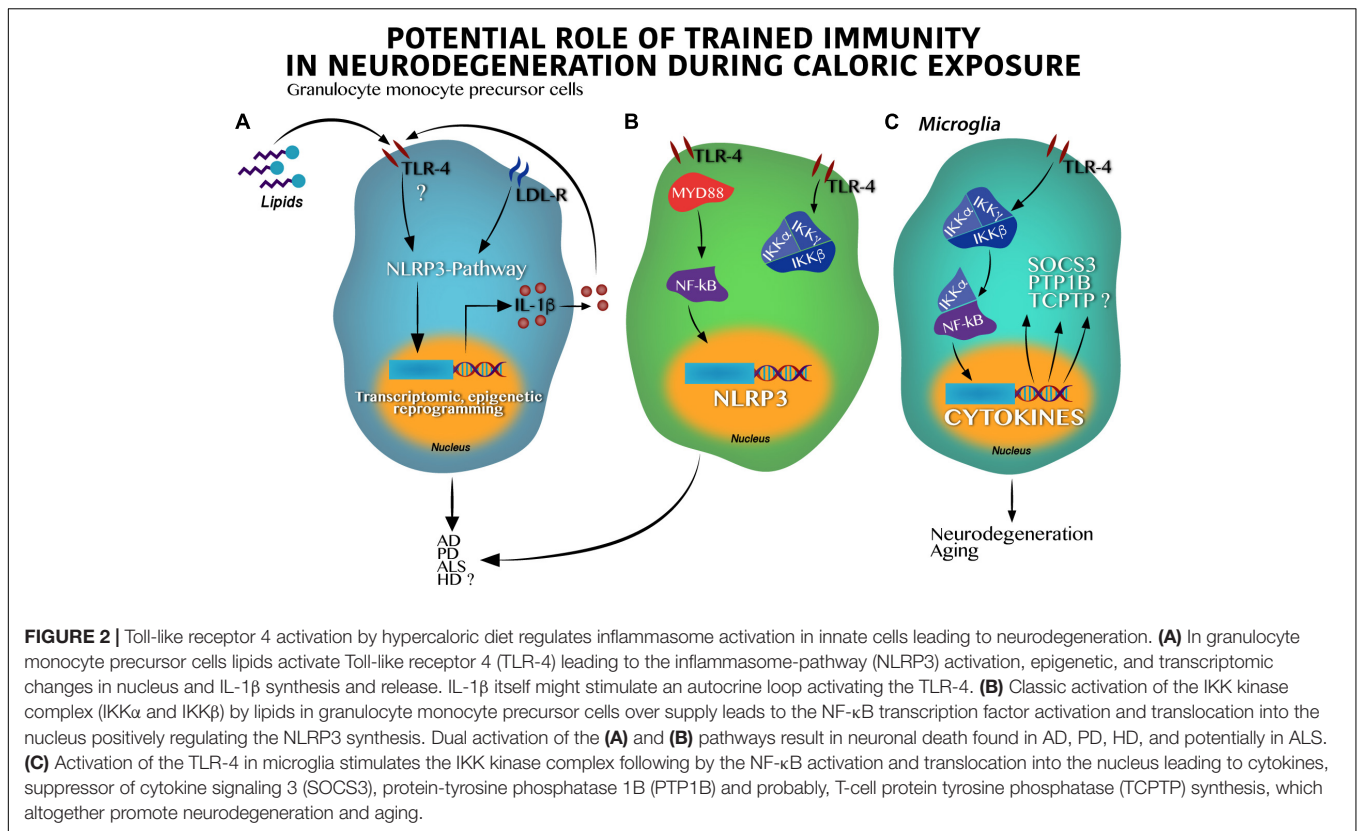 POTENTIAL ROLE OF TRAINED IMMUNITY
IN NEURODEGENERATION DURING CALORIC EXPOSURE
Granulocyte monocyte precursor cells
A
Lipids
TLR-4
?
LDL-R
NLRP3-Pathway
IL-1β
Transcriptomic, epigenetic
reprogramming
Nucleus
AD
PD
ALS
HD ?
B
TLR-4
MYD88
NF-kB
TLR-4
IKKα
IKKγ
IKKβ
NLRP3
Nucleus
C
Microglia
TLR-4
IKKα
IKKγ
IKKβ
IKKα
NF-kB
SOCS3
PTP1B
TCPTP ?
CYTOKINES
Nucleus
Neurodegeneration
Aging
FIGURE 2 | Toll-like receptor 4 activation by hypercaloric diet regulates inflammasome activation in innate cells leading to neurodegeneration. (A) In granulocyte
monocyte precursor cells lipids activate Toll-like receptor 4 (TLR-4) leading to the inflammasome-pathway (NLRP3) activation, epigenetic, and transcriptomic
changes in nucleus and IL-1β synthesis and release. IL-1β itself might stimulate an autocrine loop activating the TLR-4. (B) Classic activation of the IKK kinase
complex (IKKα and IKKβ) by lipids in granulocyte monocyte precursor cells over supply leads to the NF-κB transcription factor activation and translocation into the
nucleus positively regulating the NLRP3 synthesis. Dual activation of the (A) and (B) pathways result in neuronal death found in AD, PD, HD, and potentially in ALS.
(C) Activation of the TLR-4 in microglia stimulates the IKK kinase complex following by the NF-κB activation and translocation into the nucleus leading to cytokines,
suppressor of cytokine signaling 3 (SOCS3), protein-tyrosine phosphatase 1B (PTP1B) and probably, T-cell protein tyrosine phosphatase (TCPTP) synthesis, which
altogether promote neurodegeneration and aging.